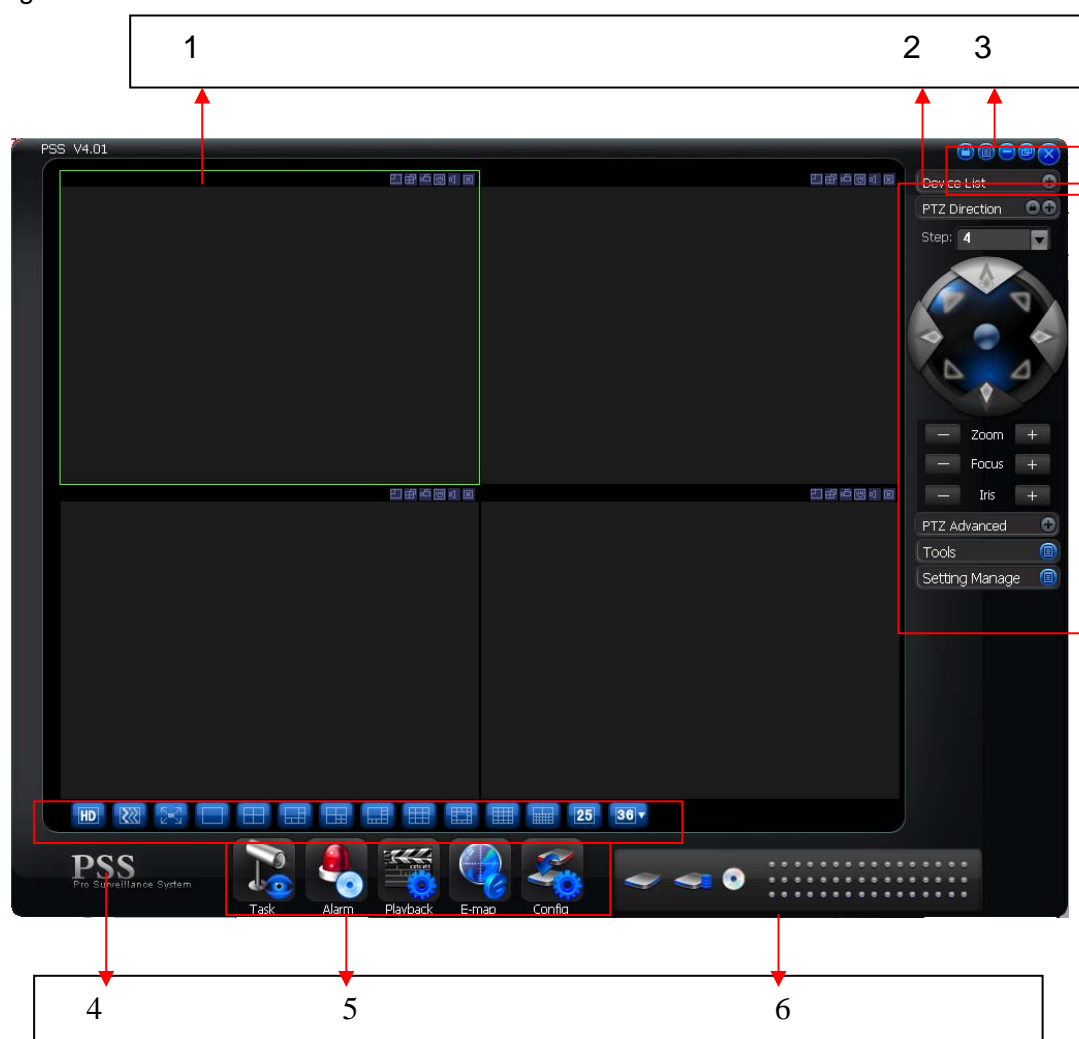 g
1 2 3
PSS V4.01
Device List
PTZ Direction
Step: 4
Zoom
Focus
Iris
PTZ Advanced
Tools
Setting Manage
HD 25 36
PSS
Pro Surveillance System
Task Alarm Playback E-map Config
4 5 6